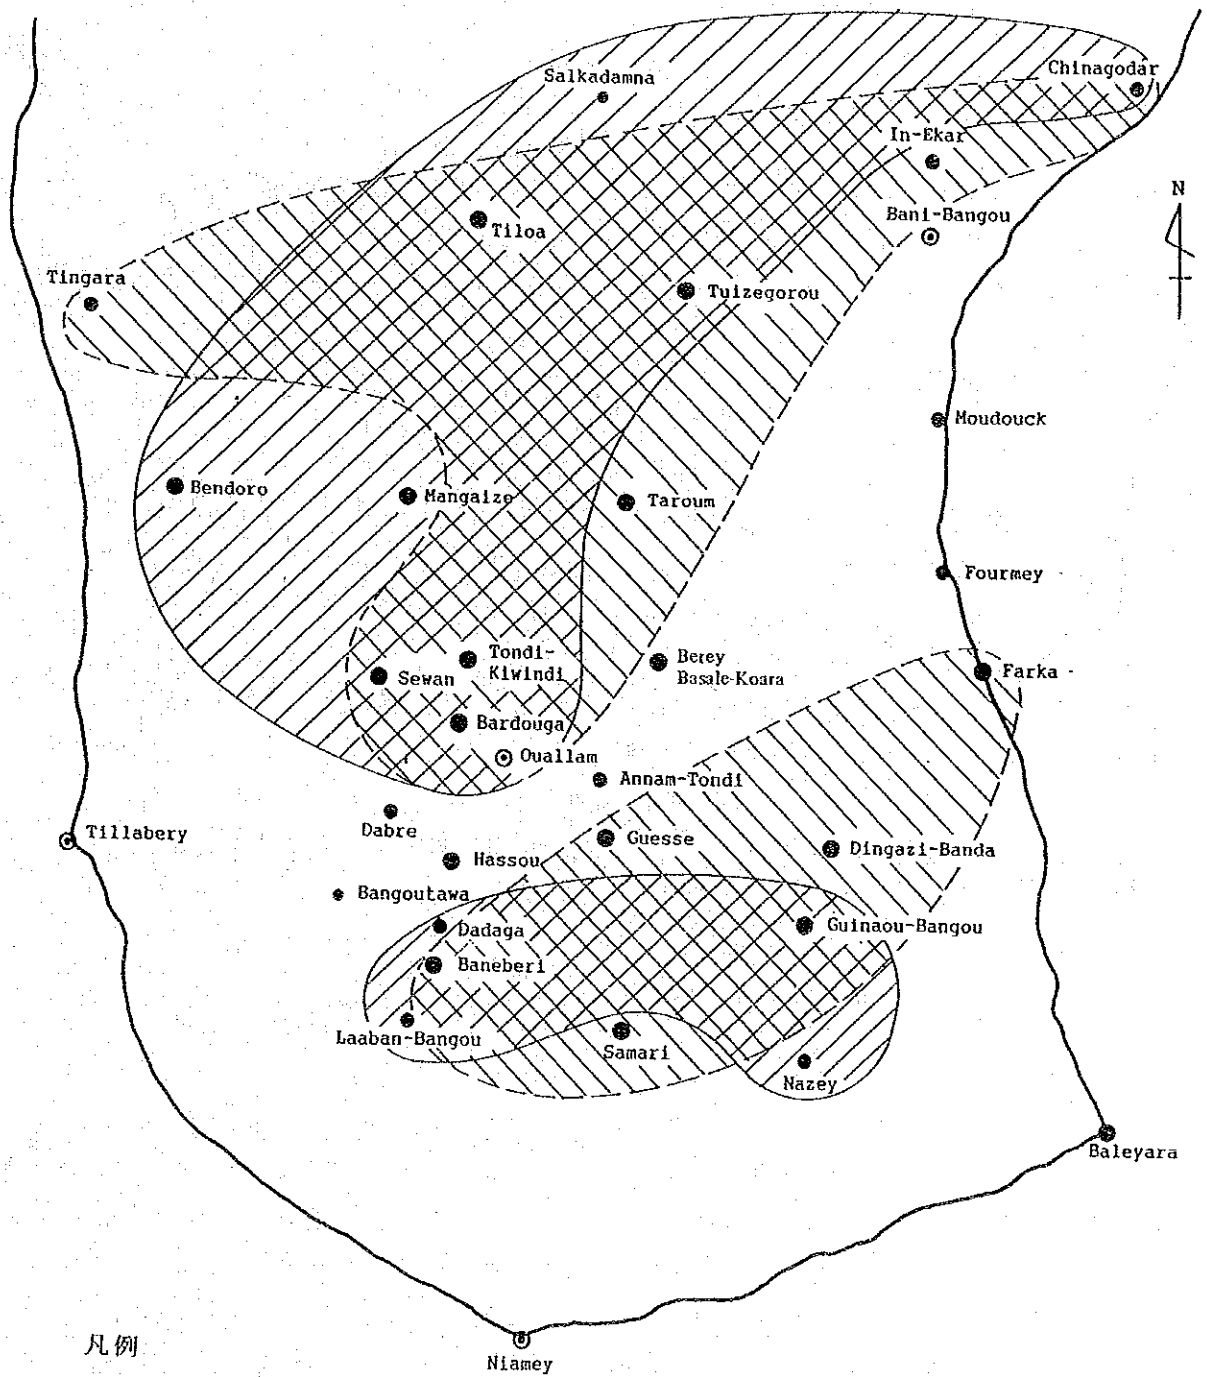 Salkadamna
Chinagodar
In-Ekar
N
Bani-Bangou
Tiloa
Tingara
Tuizegorou
Moudouck
Bendoro
Mangaize
Taroum
Fourmey
Tondi-
Kiwindi
Berey
Basale-Koara
Sewan
Farka
Bardouga
Ouallam
Annam-Tondi
Dabre
Tillabery
Guesse
Dingazi-Banda
Hassou
Bangoutawa
Dadaga
Guinaou-Bangou
Baneberi
Laaban-Bangou
Samari
Nazey
Baleyara
凡例
Niamey